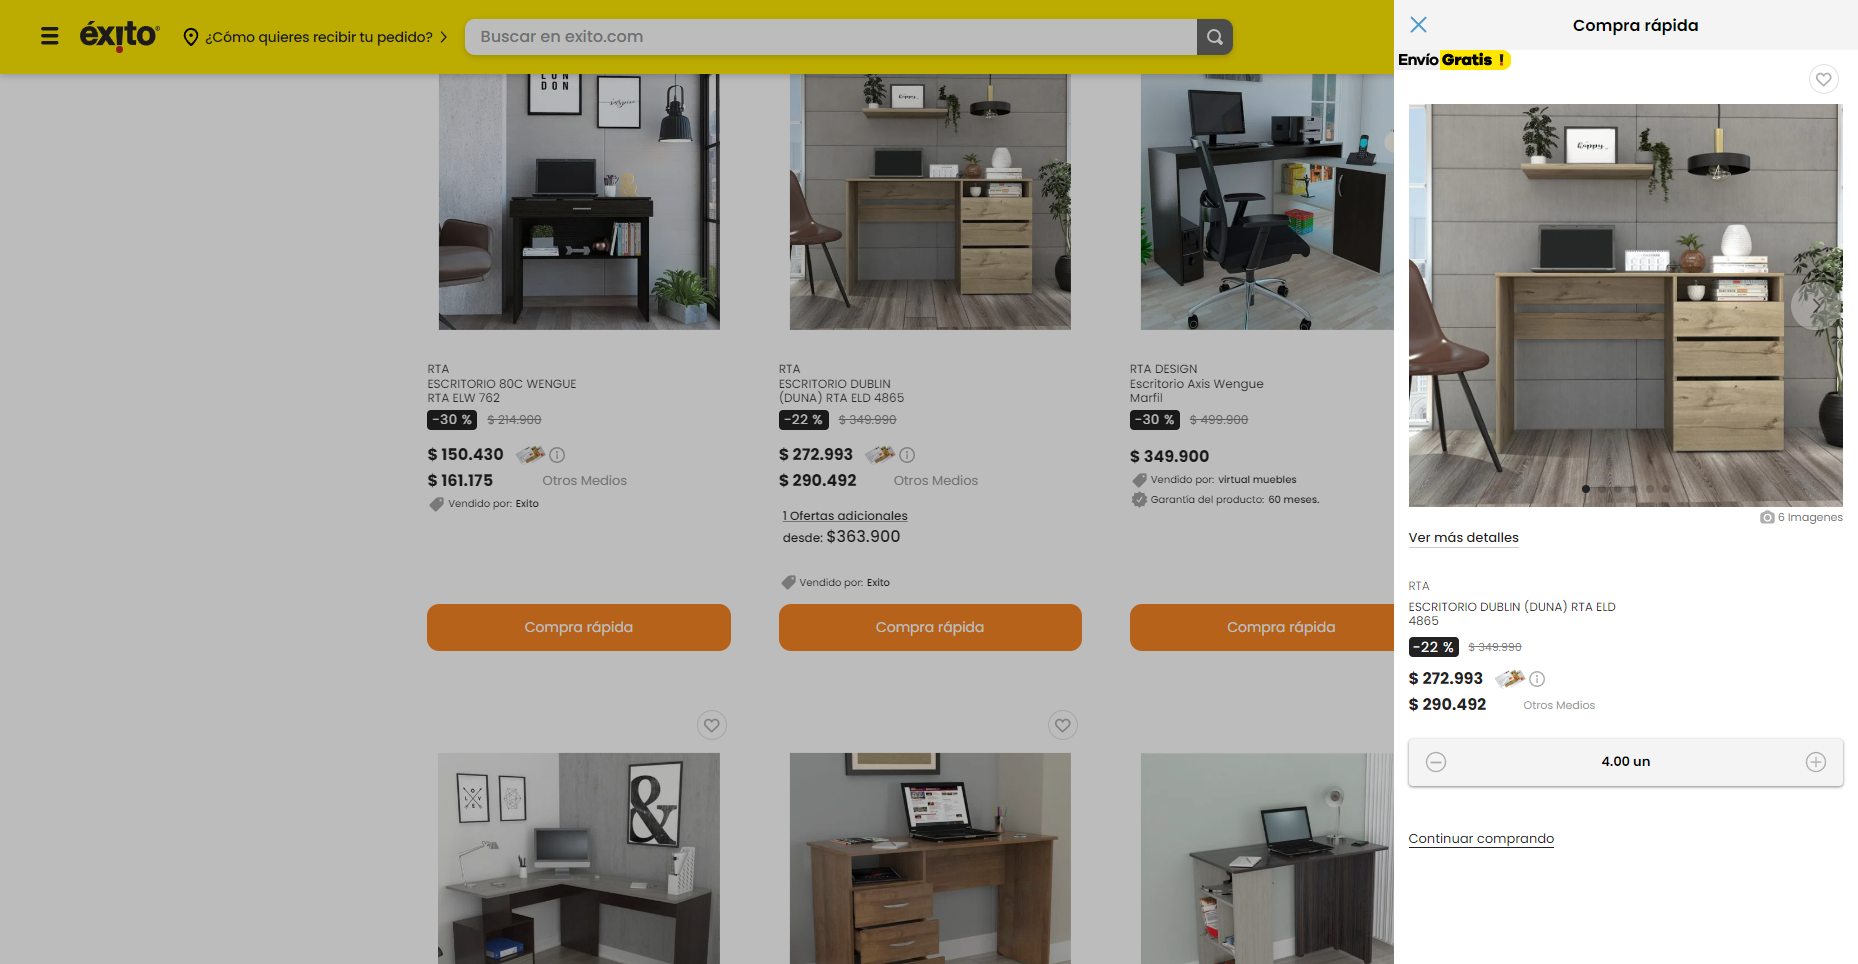 éxito
¿Cómo quieres recibir tu pedido?
Buscar en exito.com
Compra rápida
Envío Gratis !
LONDON
inspire
happy
happy
RTA
ESCRITORIO 80C WENGUE
RTA ELW 762
-30 % $ 214.900
$ 150.430
$ 161.175 Otros Medios
Vendido por: Exito
Compra rápida
RTA
ESCRITORIO DUBLIN
(DUNA) RTA ELD 4865
-22 % $ 349.990
$ 272.993
$ 290.492 Otros Medios
1 Ofertas adicionales
desde: $363.900
Vendido por: Exito
Compra rápida
RTA DESIGN
Escritorio Axis Wengue
Marfil
-30 % $ 499.900
$ 349.900
Vendido por: virtual muebles
Garantía del producto: 60 meses.
Compra rápida
LOVE
&
6 Imagenes
Ver más detalles
RTA
ESCRITORIO DUBLIN (DUNA) RTA ELD
4865
-22 % $ 349.990
$ 272.993
$ 290.492 Otros Medios
4.00 un
Continuar comprando